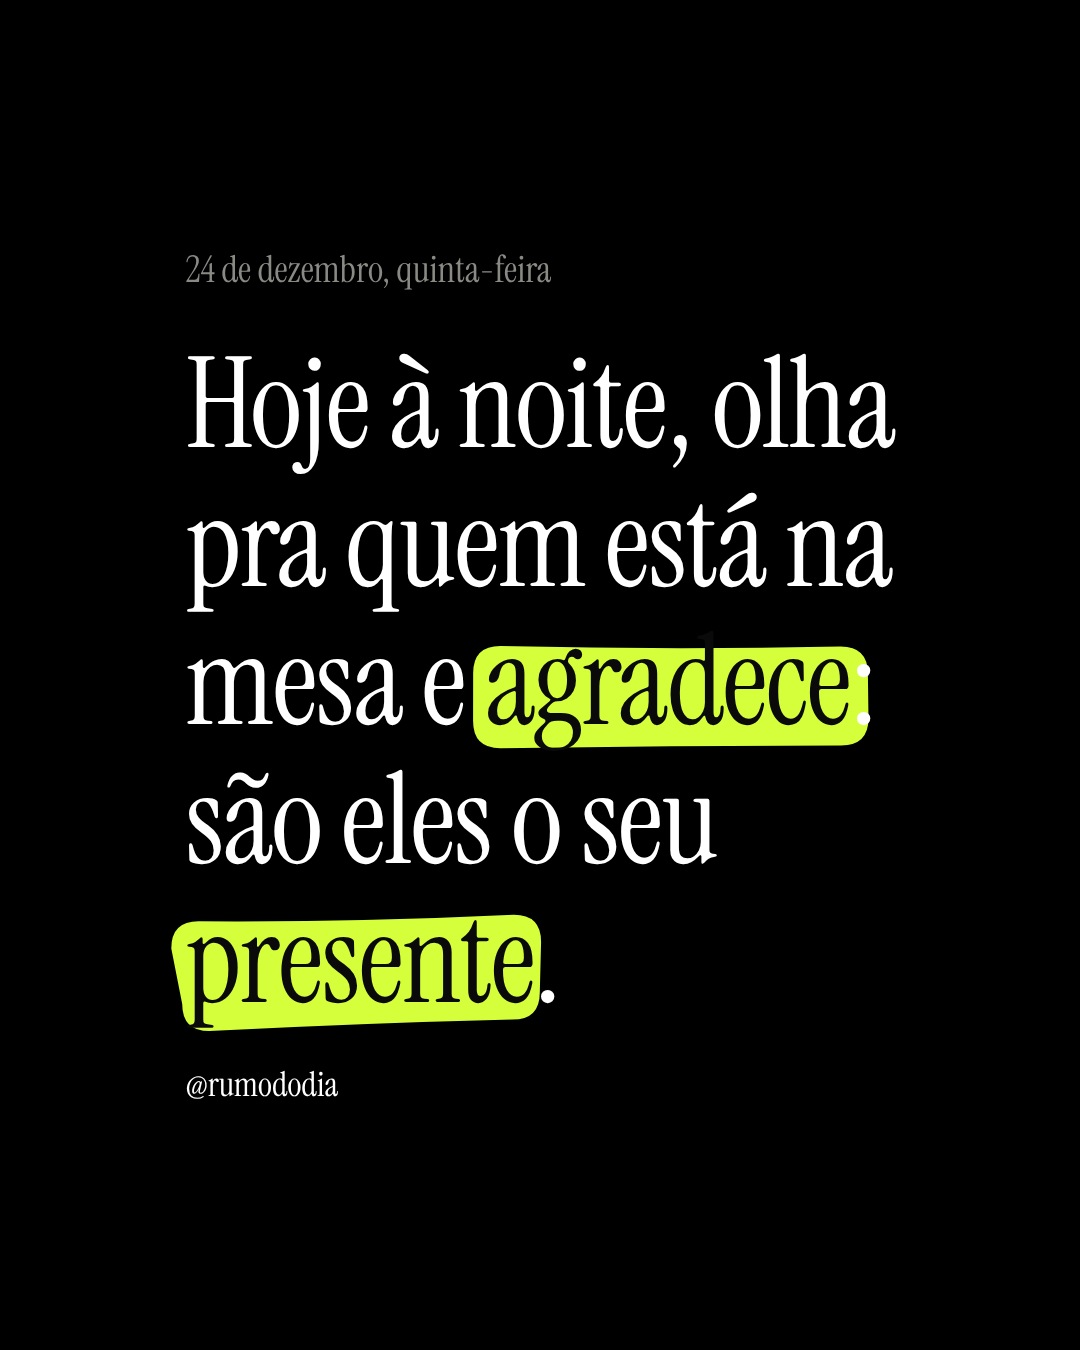 24 de dezembro, quinta-feira
Hoje à noite, olha
pra quem está na
mesa e agradece:
são eles o seu
presente.
@rumododia